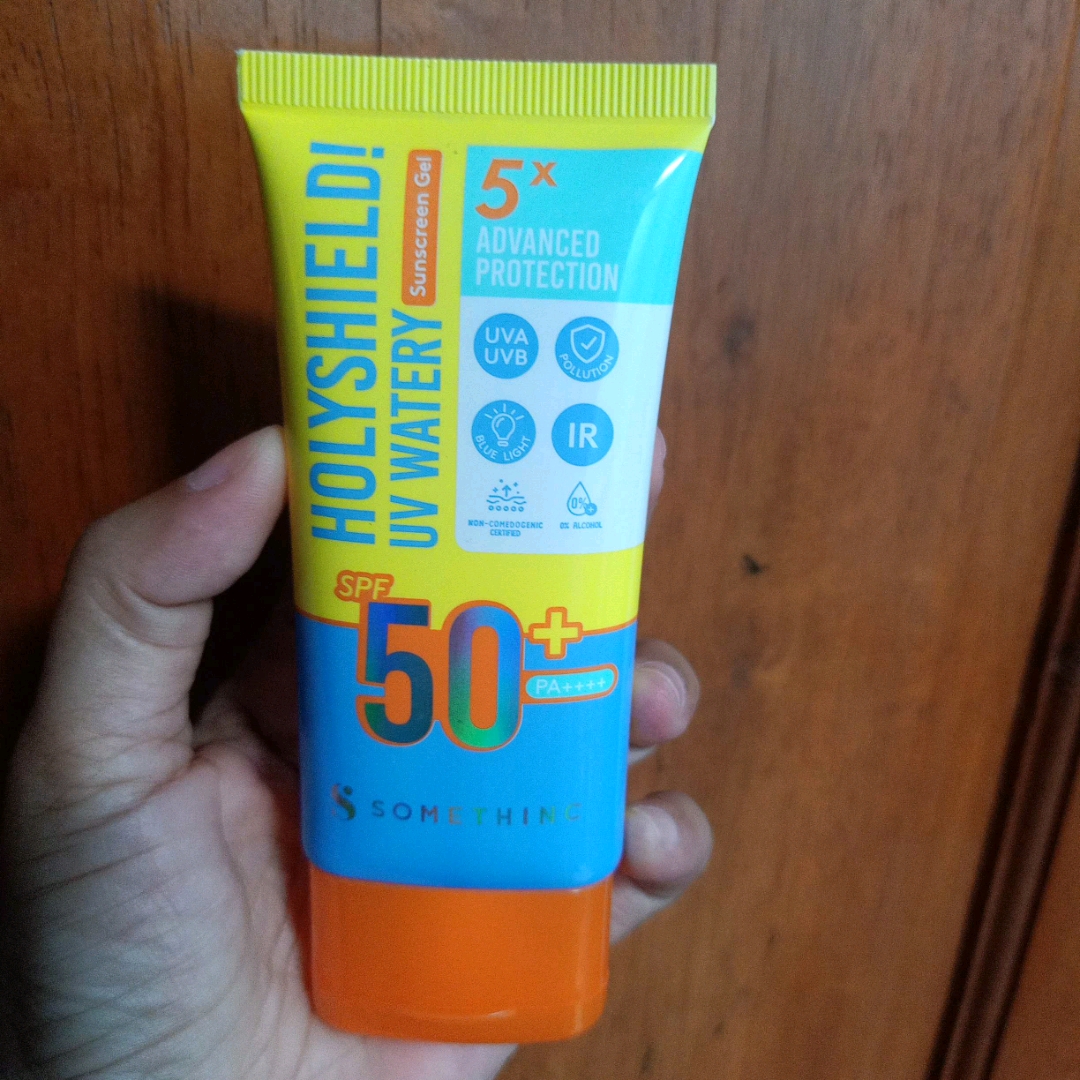 HOLYSHIELD!
UV WATERY
Sunscreen Gel
5x
ADVANCED
PROTECTION
UVA
UVB
POLLUTION
BLUE LIGHT
IR
NON-COMEDOGENIC
CERTIFIED
0%+
0% ALCOHOL
SPF
50+
PA++++
SOMETHINC